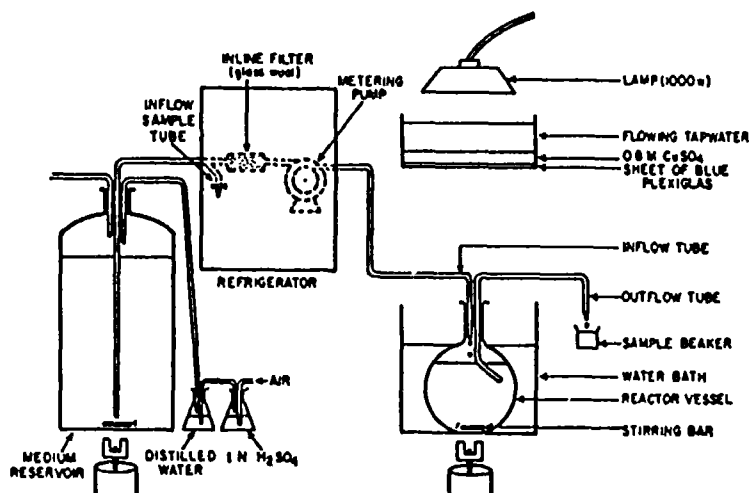 INLINE FILTER
(glass wool)
METERING
PUMP
INFLOW
SAMPLE
TUBE
LAMP (1000w)
FLOWING TAPWATER
0.8 M CuSO4
SHEET OF BLUE
PLEXIGLAS
REFRIGERATOR
INFLOW TUBE
OUTFLOW TUBE
SAMPLE BEAKER
AIR
WATER BATH
REACTOR VESSEL
STIRRING BAR
MEDIUM
RESERVOIR
DISTILLED
WATER
1 N H2SO4